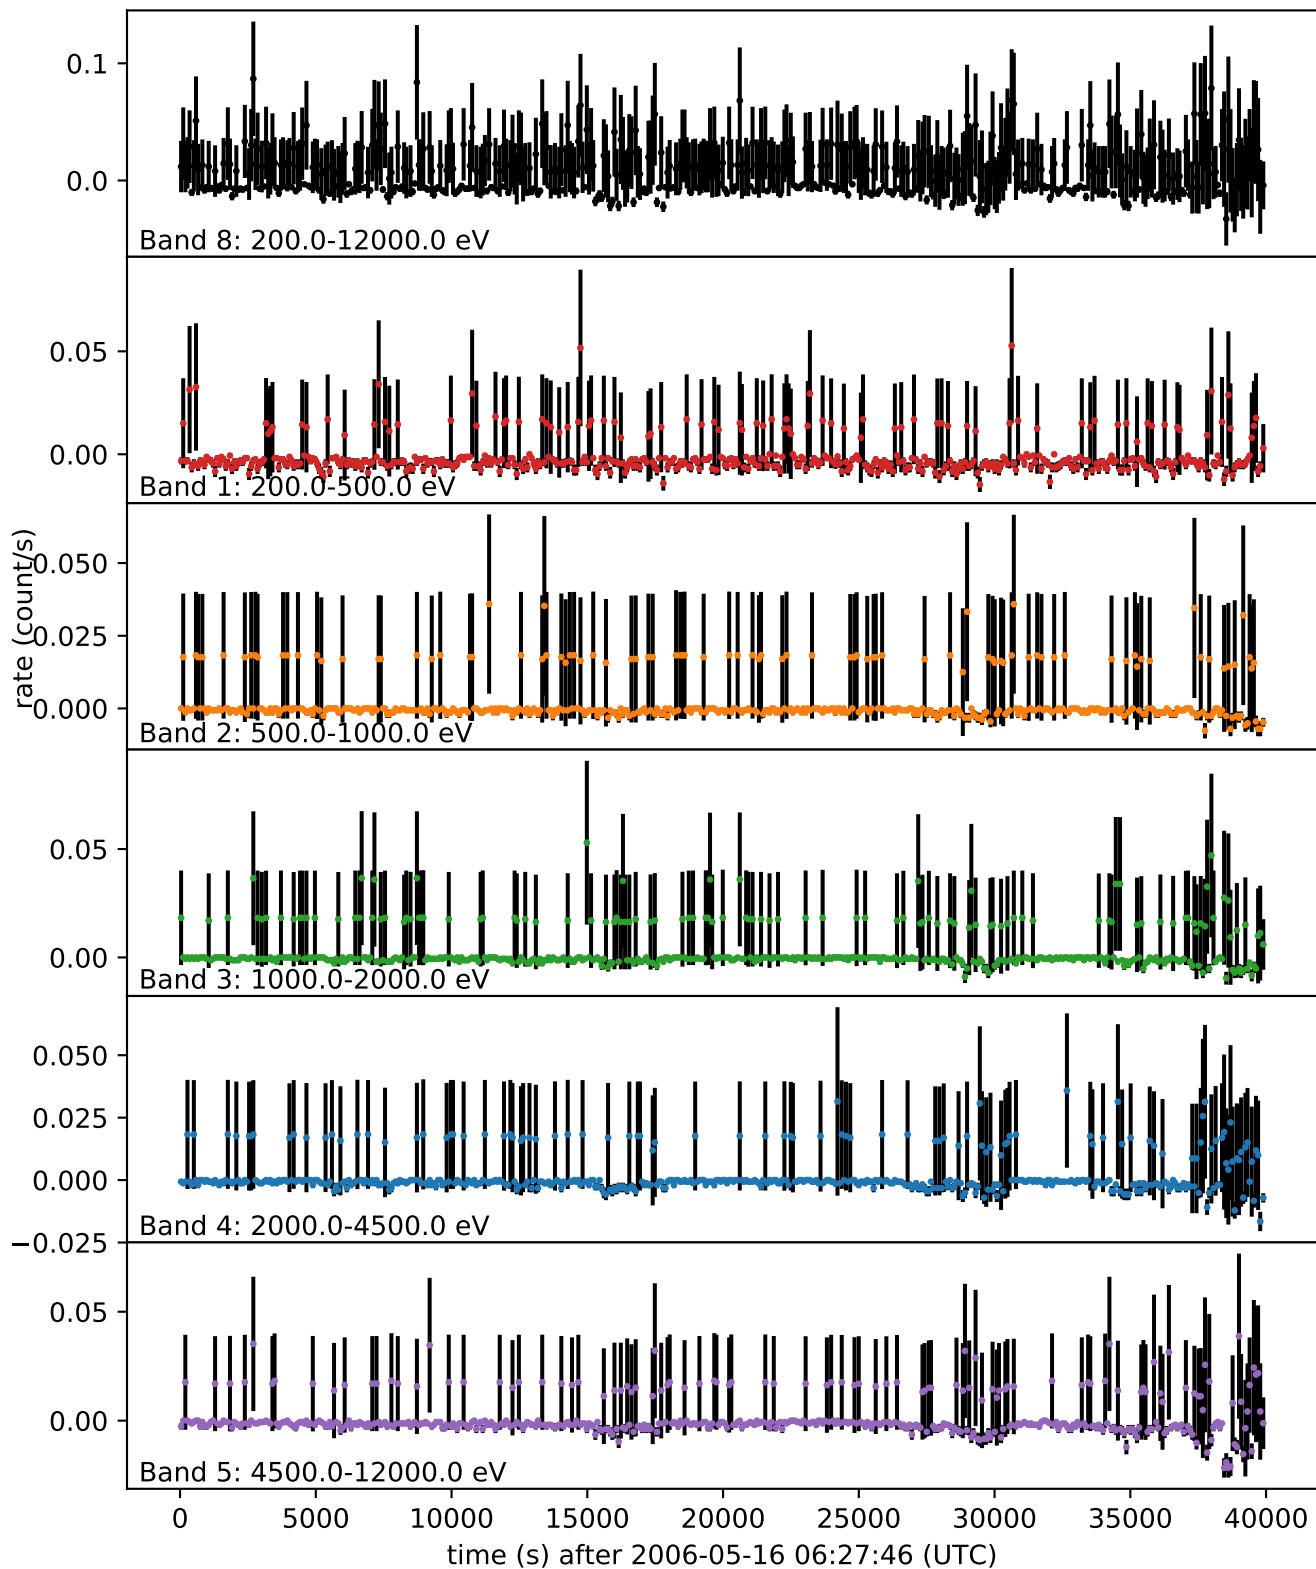 0.1
0.0
Band 8: 200.0-12000.0 eV
0.05
0.00
Band 1: 200.0-500.0 eV
rate (count/s)
0.050
0.025
0.000
Band 2: 500.0-1000.0 eV
0.05
0.00
Band 3: 1000.0-2000.0 eV
0.050
0.025
0.000
−0.025
Band 4: 2000.0-4500.0 eV
0.05
0.00
Band 5: 4500.0-12000.0 eV
0 5000 10000 15000 20000 25000 30000 35000 40000
time (s) after 2006-05-16 06:27:46 (UTC)